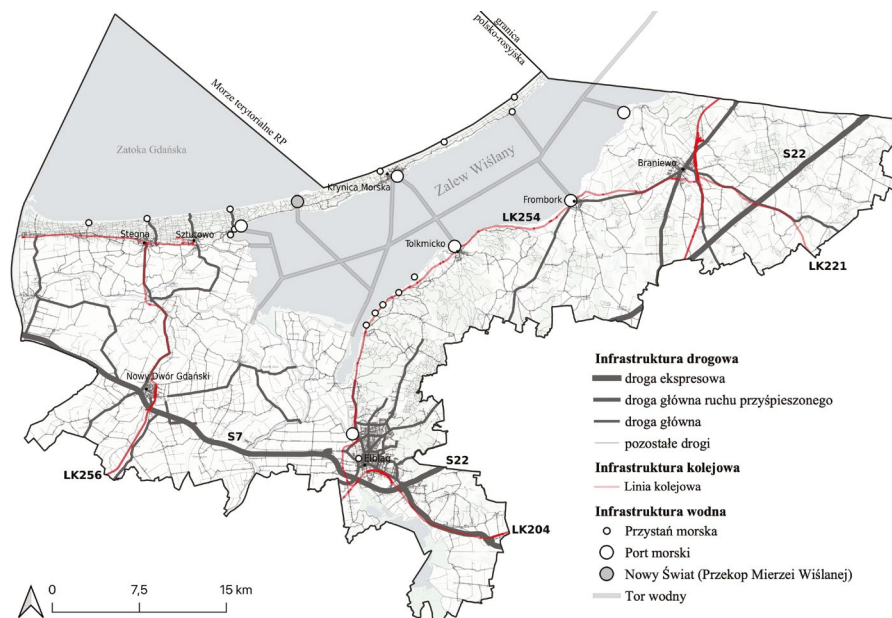 granica
polsko-rosyjska
Morze terytorialne RP
Zatoka Gdańska
S22
Braniewo
Zalew Wiślany
Krynica Morska
Frombork
LK254
Stegna
Sztutowo
Tolkmicko
LK221
Infrastruktura drogowa
droga ekspresowa
Nowy Dwór Gdański
droga główna ruchu przyśpieszonego
droga główna
S7
pozostałe drogi
Elbląg
S22
LK256
Infrastruktura kolejowa
Linia kolejowa
Infrastruktura wodna
LK204
Przystań morska
Port morski
Nowy Świat (Przekop Mierzei Wiślanej)
Tor wodny
0 7,5 15 km